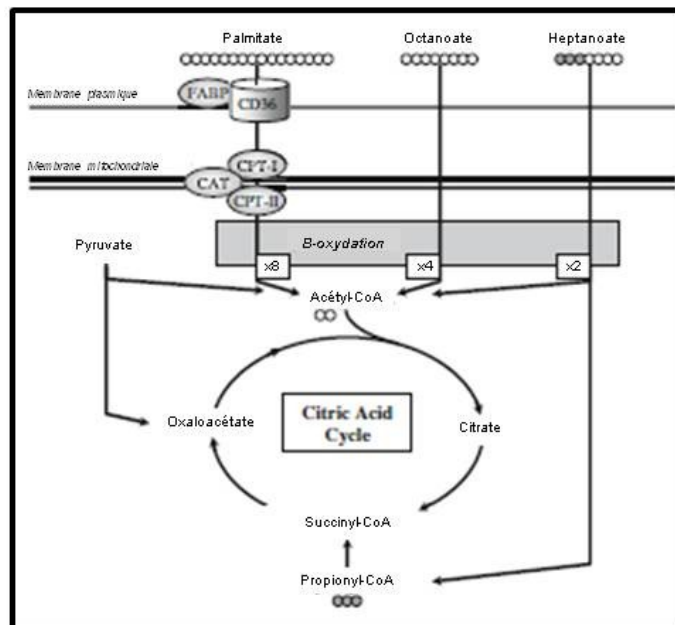 Palmitate Octanoate Heptanoate
Membrane plasmique
FABP
CD36
Membrane mitochondriale
CPT-I
CAT
CPT-II
B-oxydation
Pyruvate
x8 x4 x2
Acétyl-CoA
Oxaloacétate
Citric Acid
Cycle
Citrate
Succinyl-CoA
Propionyl-CoA